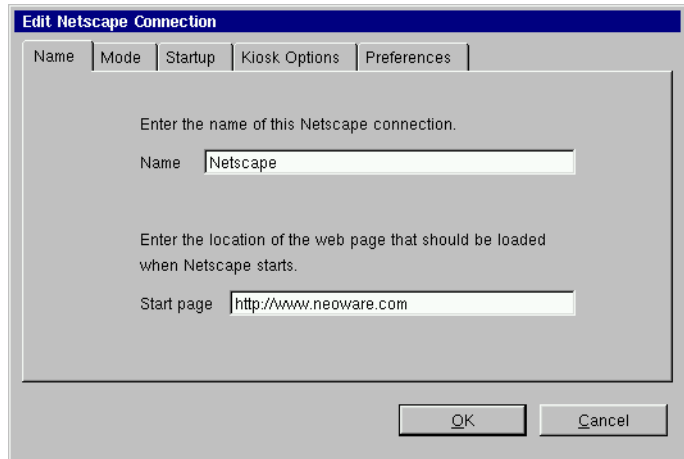 Edit Netscape Connection
Name Mode Startup Kiosk Options Preferences
Enter the name of this Netscape connection.
Name Netscape
Enter the location of the web page that should be loaded
when Netscape starts.
Start page http://www.neoware.com
OK Cancel